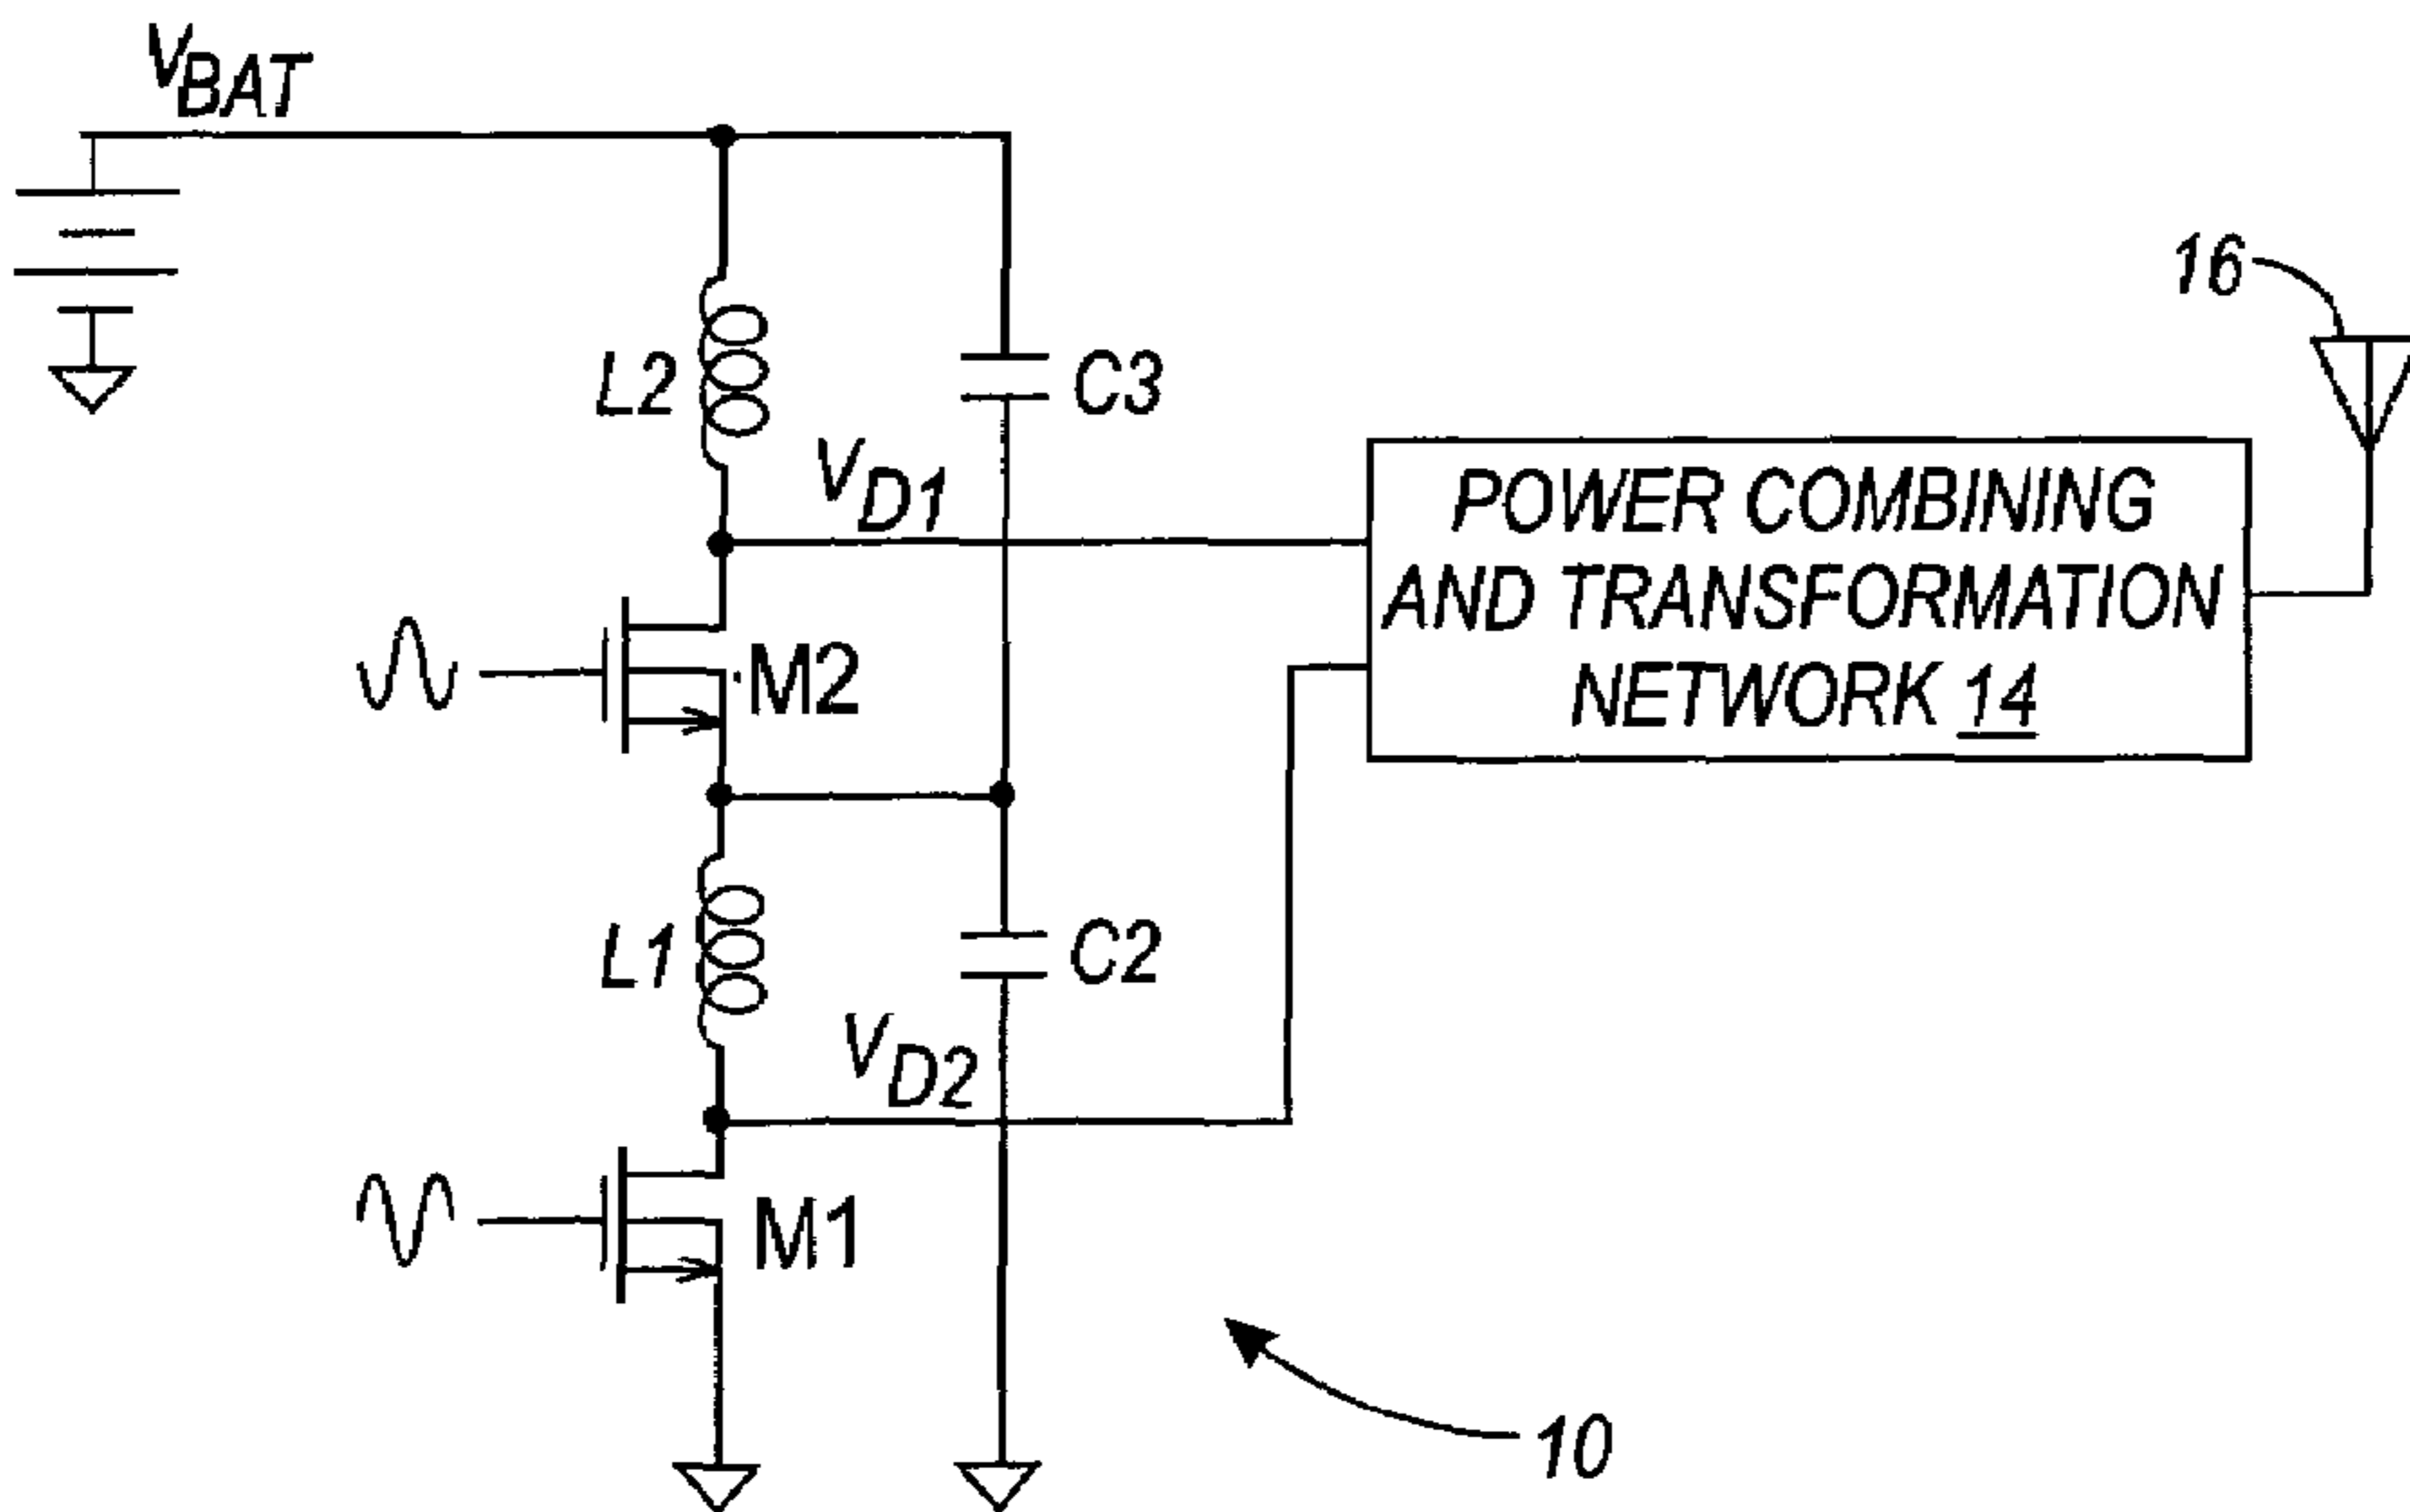 VBAT
16
L2
C3
VD1
POWER COMBINING
AND TRANSFORMATION
NETWORK 14
M2
L1
C2
VD2
M1
10